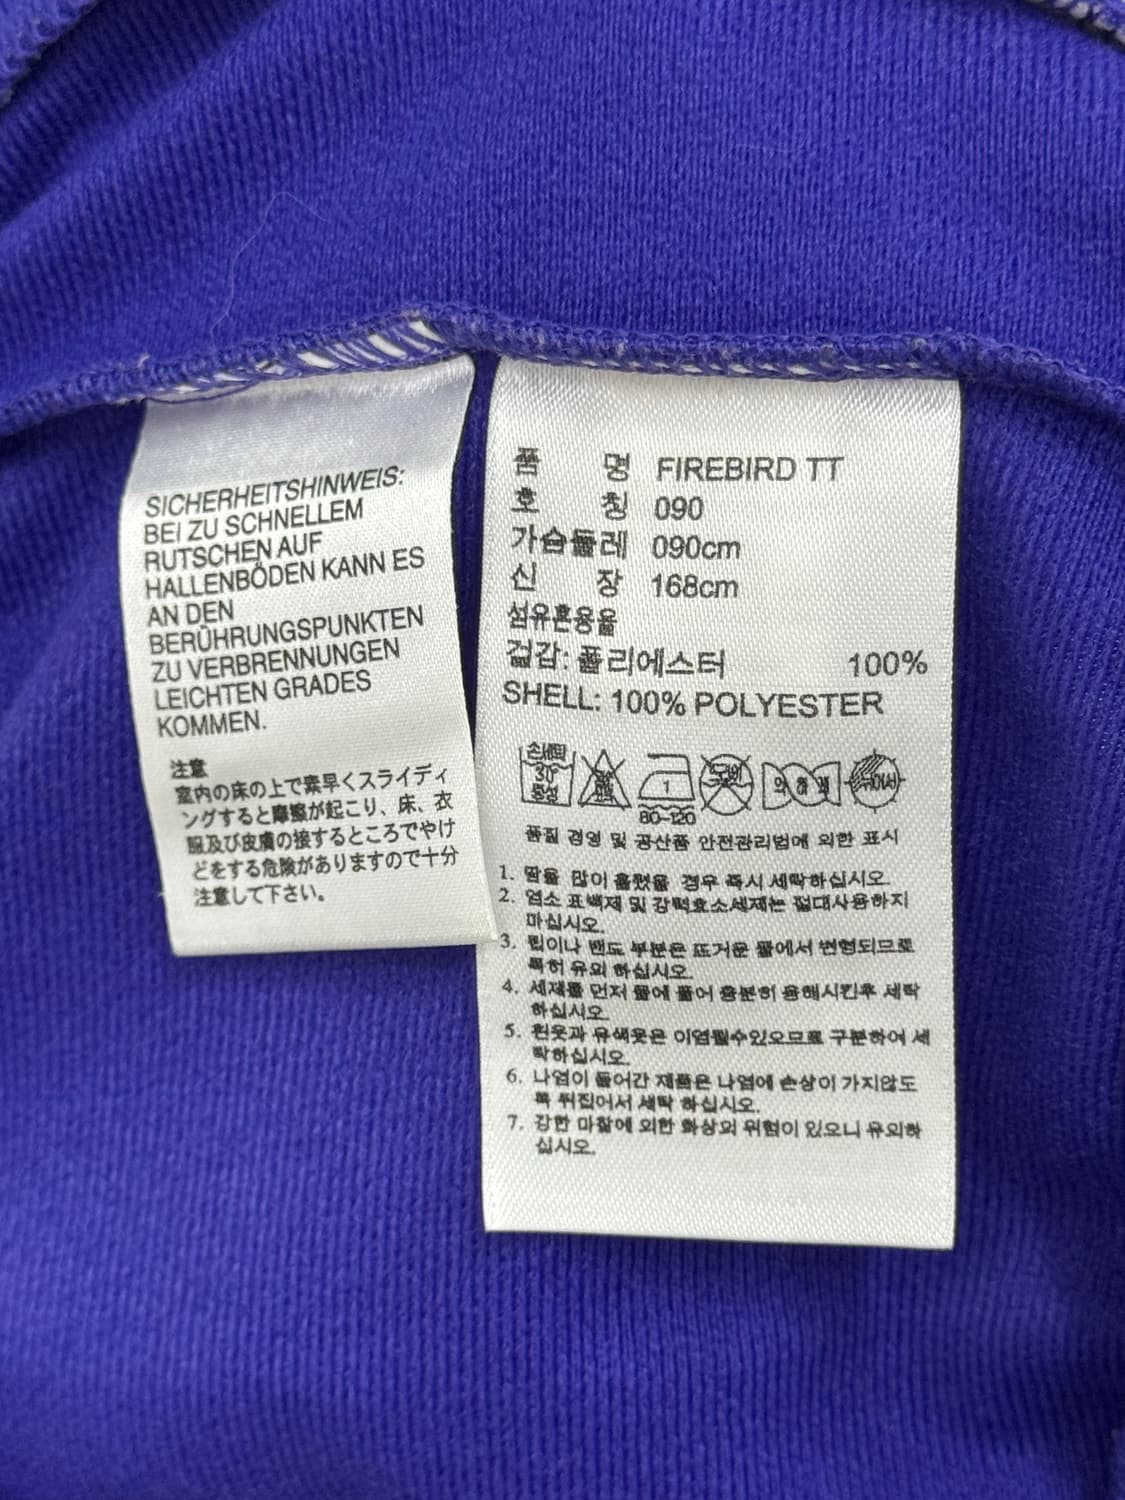 SICHERHEITSHINWEIS:
BEI ZU SCHNELLEM
RUTSCHEN AUF
HALLENBÖDEN KANN ES
AN DEN
BERÜHRUNGSPUNKTEN
ZU VERBRENNUNGEN
LEICHTEN GRADES
KOMMEN.
注意
室内の床の上で素早くスライディ
ングすると摩擦が起こり、床、衣
服及び皮膚の接するところでやけ
どをする危険がありますので十分
注意して下さい。
품 명 FIREBIRD TT
호 칭 090
가슴둘레 090cm
신 장 168cm
섬유혼용율
겉감: 폴리에스터 100%
SHELL: 100% POLYESTER
손세탁
30°
중성
1
80-120
드라이
약하게
뉘어서
품질 경영 및 공산품 안전관리법에 의한 표시
1. 땀을 많이 흘렸을 경우 즉시 세탁하십시오.
2. 염소 표백제 및 강력효소세제는 절대사용하지
마십시오.
3. 립이나 밴드 부분은 뜨거운 물에서 변형되므로
특히 유의 하십시오.
4. 세제를 먼저 물에 풀어 충분히 용해시킨후 세탁
하십시오.
5. 흰옷과 유색옷은 이염될수있으므로 구분하여 세
탁하십시오.
6. 나염이 들어간 제품은 나염에 손상이 가지않도
록 뒤집어서 세탁 하십시오.
7. 강한 마찰에 의한 화상의 위험이 있으니 유의하
십시오.